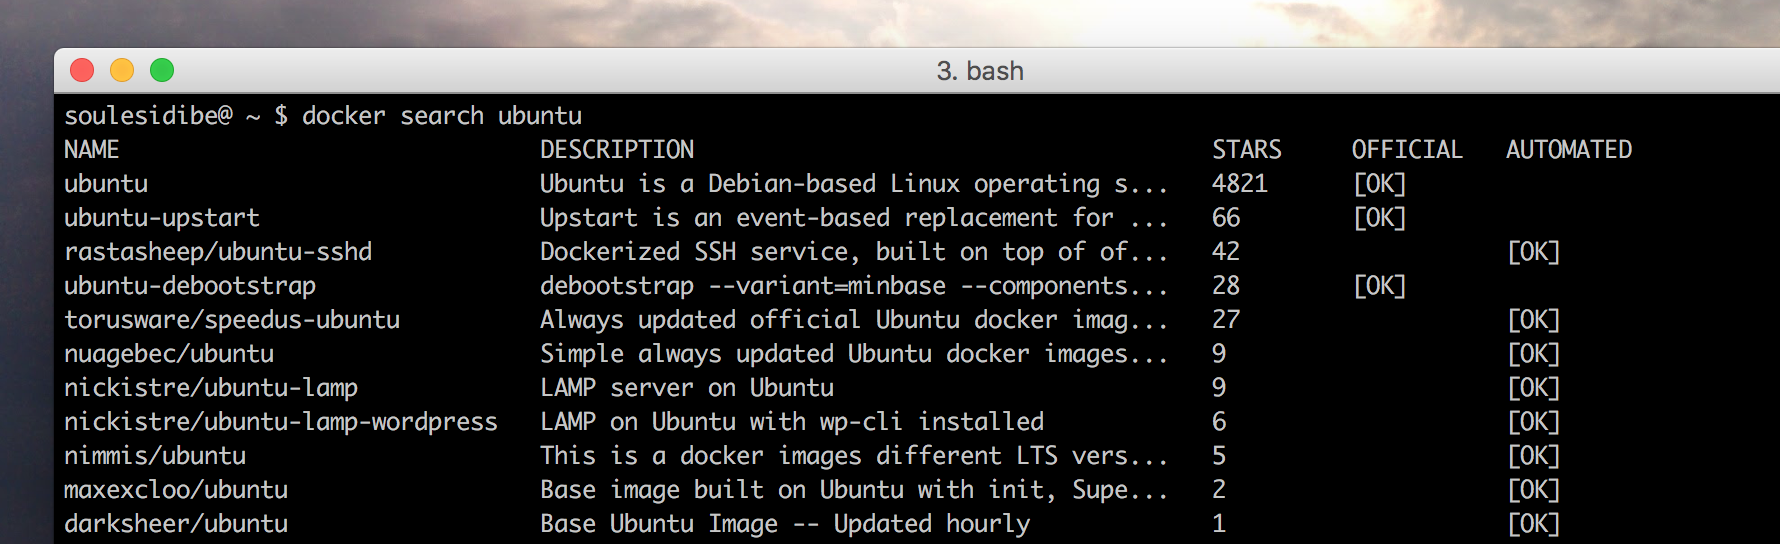 3. bash
soulesidibe@ ~ $ docker search ubuntu
NAME DESCRIPTION STARS OFFICIAL AUTOMATED
ubuntu Ubuntu is a Debian-based Linux operating s... 4821 [OK]
ubuntu-upstart Upstart is an event-based replacement for ... 66 [OK]
rastasheep/ubuntu-sshd Dockerized SSH service, built on top of of... 42 [OK]
ubuntu-debootstrap debootstrap --variant=minbase --components... 28 [OK]
torusware/speedus-ubuntu Always updated official Ubuntu docker imag... 27 [OK]
nuagebec/ubuntu Simple always updated Ubuntu docker images... 9 [OK]
nickistre/ubuntu-lamp LAMP server on Ubuntu 9 [OK]
nickistre/ubuntu-lamp-wordpress LAMP on Ubuntu with wp-cli installed 6 [OK]
nimmis/ubuntu This is a docker images different LTS vers... 5 [OK]
maxexcloo/ubuntu Base image built on Ubuntu with init, Supe... 2 [OK]
darksheer/ubuntu Base Ubuntu Image -- Updated hourly 1 [OK]